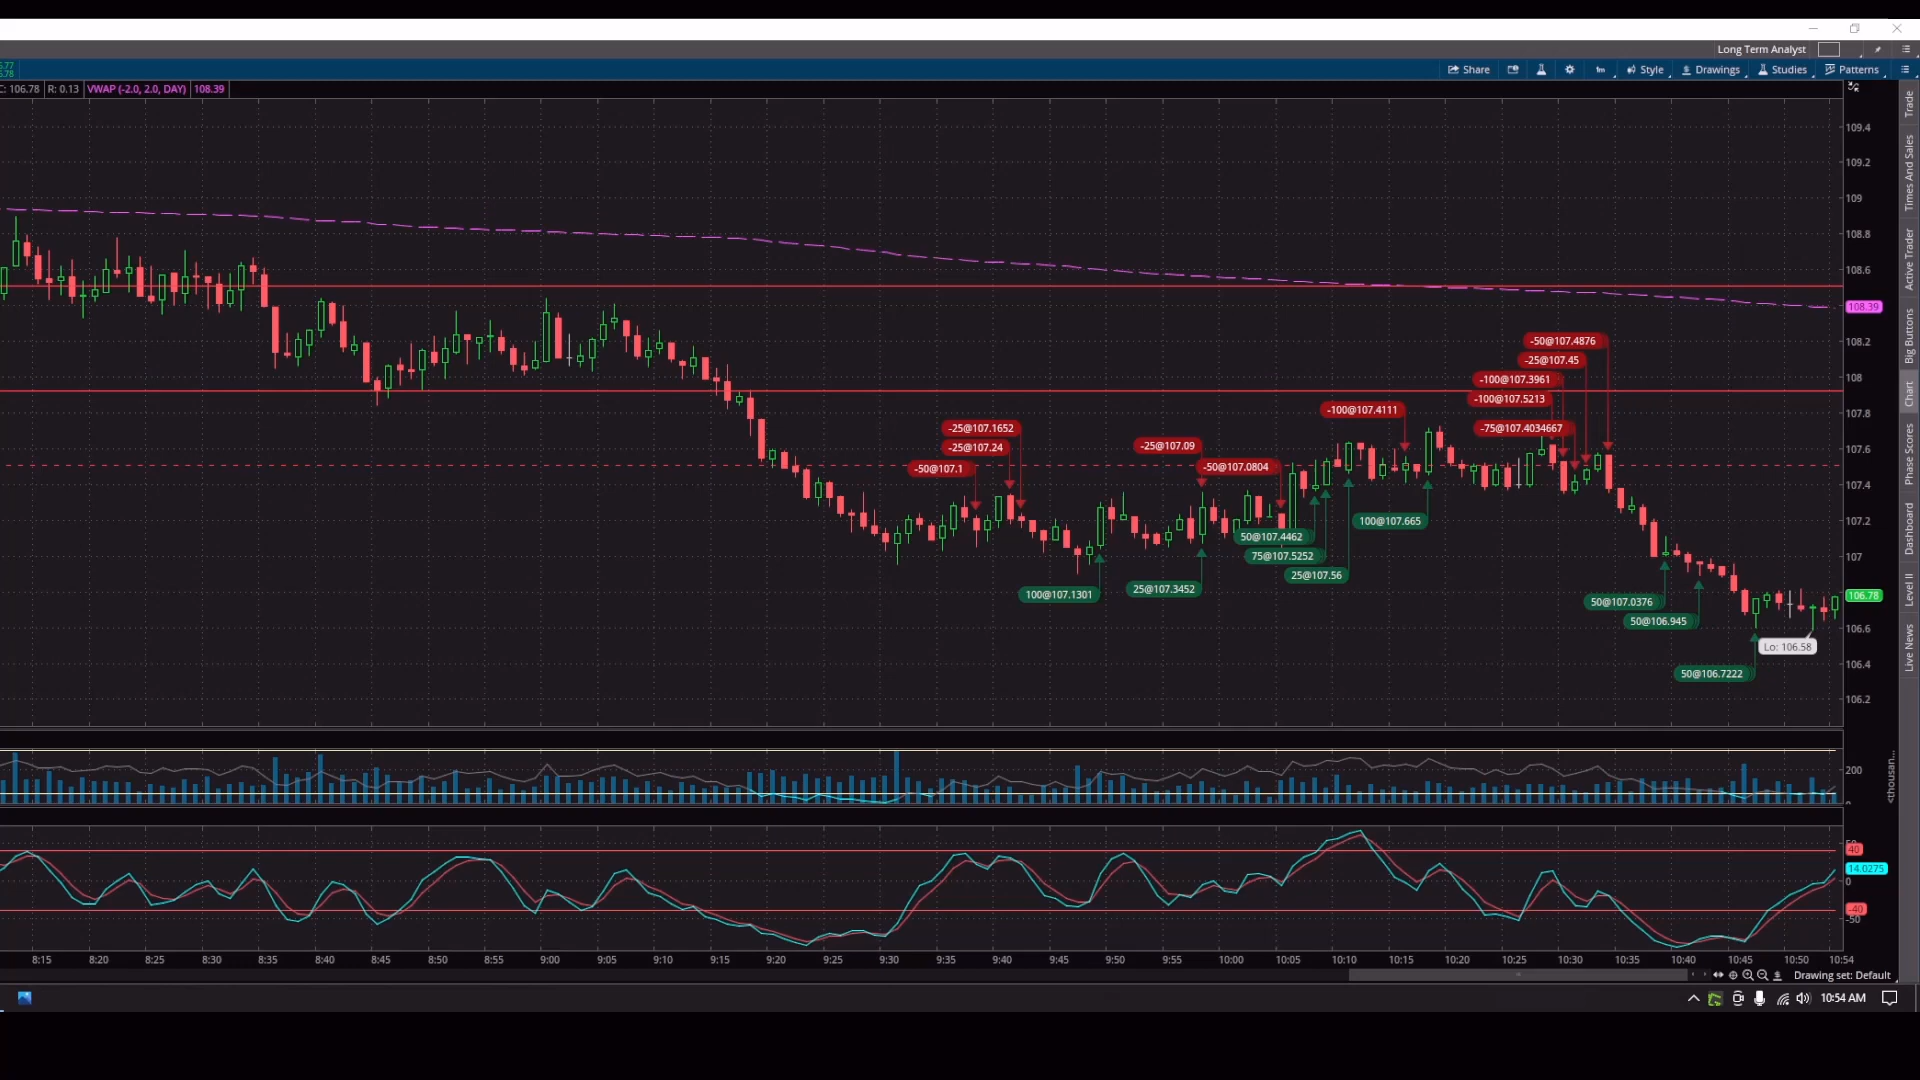 Long Term Analyst
5.77
5.78
Share
1m
Style
Drawings
Studies
Patterns
C: 106.78 R: 0.13 VWAP (-2.0, 2.0, DAY) 108.39
109.4
109.2
109
108.8
108.6
108.39
108.2
108
107.8
107.6
107.4
107.2
107
106.78
106.6
106.4
106.2
-50@107.4876
-25@107.45
-100@107.3961
-100@107.5213
-75@107.4034667
-100@107.4111
-25@107.1652
-25@107.24
-50@107.1
-25@107.09
-50@107.0804
50@107.4462
75@107.5252
25@107.56
100@107.665
100@107.1301
25@107.3452
50@107.0376
50@106.945
Lo: 106.58
50@106.7222
200
<thousan...
40
14.0275
0
-40
-50
8:15 8:20 8:25 8:30 8:35 8:40 8:45 8:50 8:55 9:00 9:05 9:10 9:15 9:20 9:25 9:30 9:35 9:40 9:45 9:50 9:55 10:00 10:05 10:10 10:15 10:20 10:25 10:30 10:35 10:40 10:45 10:50 10:54
Drawing set: Default
10:54 AM
Trade
Times And Sales
Active Trader
Big Buttons
Chart
Phase Scores
Dashboard
Level II
Live News